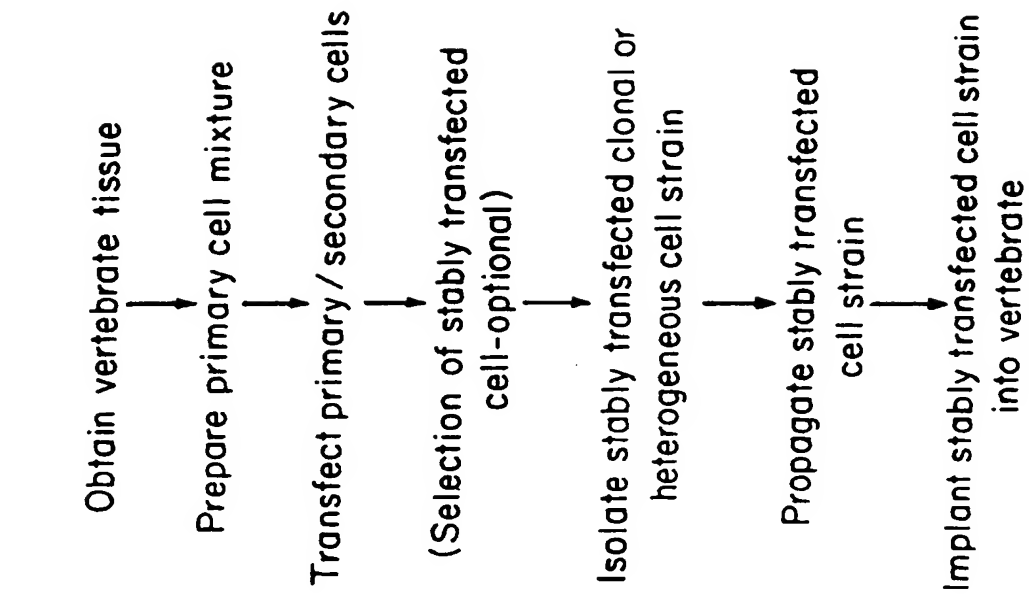 Obtain vertebrate tissue
Prepare primary cell mixture
Transfect primary/secondary cells
(Selection of stably transfected
cell-optional)
Isolate stably transfected clonal or
heterogeneous cell strain
Propagate stably transfected
cell strain
Implant stably transfected cell strain
into vertebrate